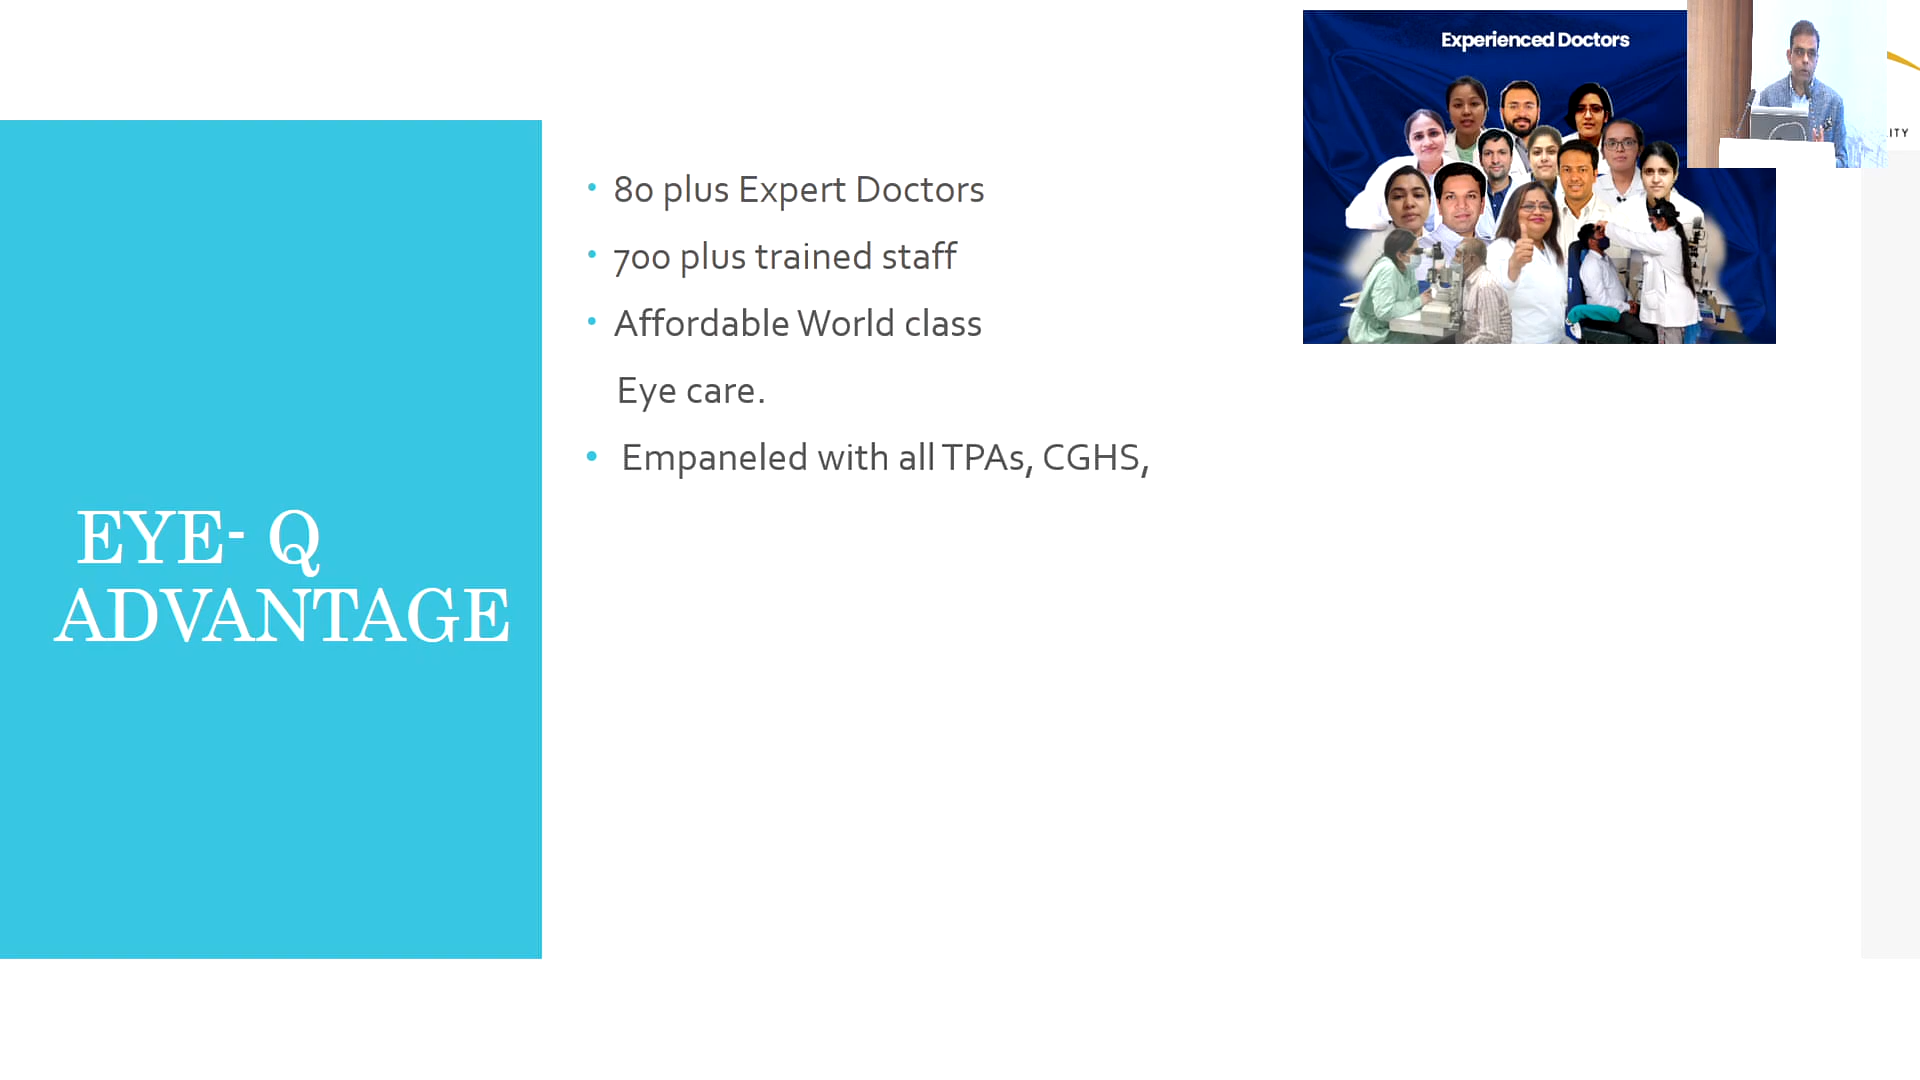 Experienced Doctors
ITY
80 plus Expert Doctors
700 plus trained staff
Affordable World class
Eye care.
Empaneled with all TPAs, CGHS,
EYE- Q
ADVANTAGE